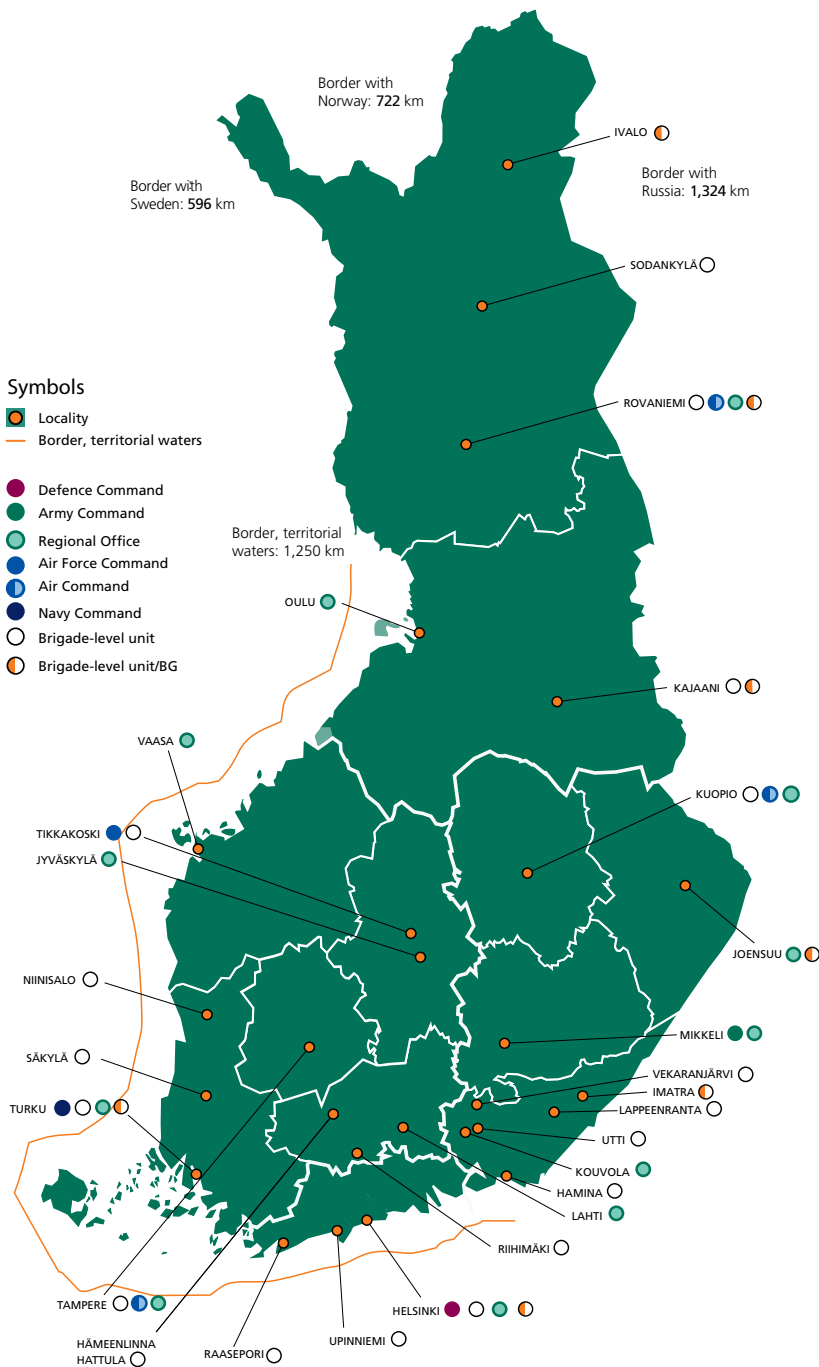 Border with
Norway: 722 km
IVALO
Border with
Sweden: 596 km
Border with
Russia: 1,324 km
SODANKYLÄ
Symbols
Locality
Border, territorial waters
Defence Command
Army Command
Regional Office
Air Force Command
Air Command
Navy Command
Brigade-level unit
Brigade-level unit/BG
ROVANIEMI
Border, territorial
waters: 1,250 km
OULU
KAJAANI
VAASA
KUOPIO
TIKKAKOSKI
JYVÄSKYLÄ
JOENSUU
NIINISALO
MIKKELI
SÄKYLÄ
VEKARANJÄRVI
IMATRA
TURKU
LAPPEENRANTA
UTTI
KOUVOLA
HAMINA
LAHTI
RIIHIMÄKI
TAMPERE
HELSINKI
HÄMEENLINNA
HATTULA
RAASEPORI
UPINNIEMI